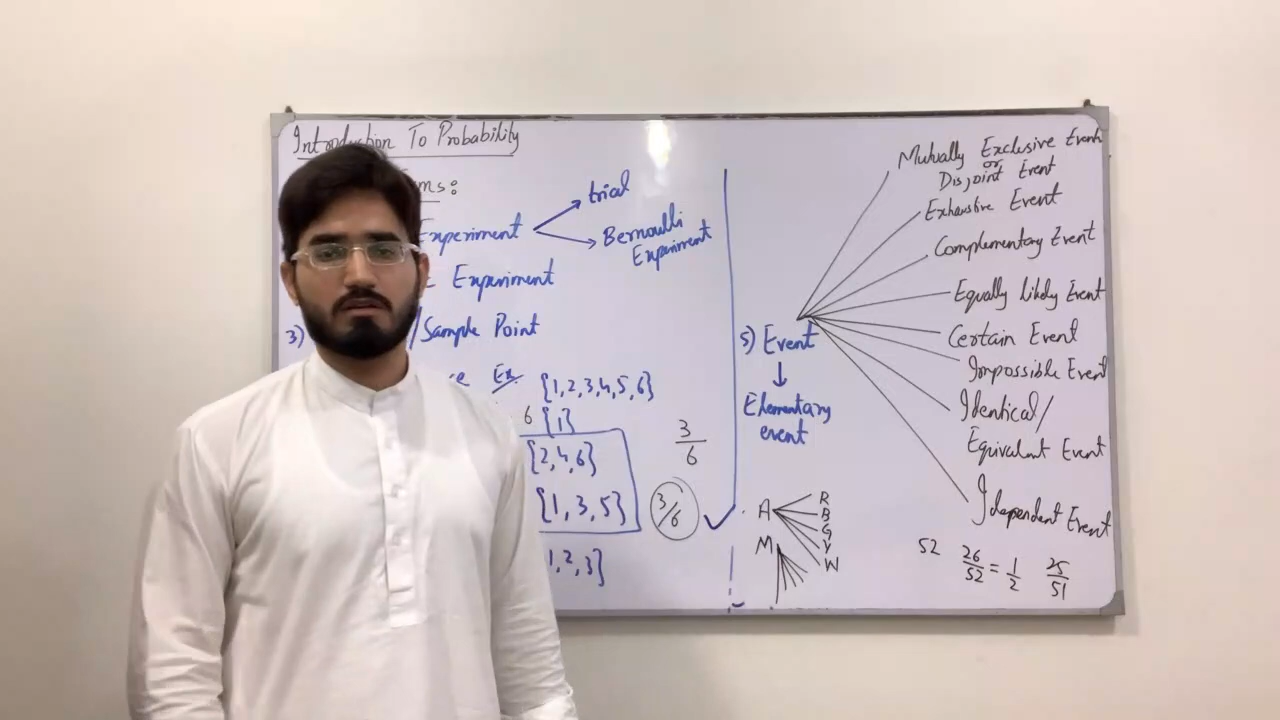 Introduction To Probability
ms:
Experiment
trial
Bernoulli
Experiment
Experiment
3)
/Sample Point
ce Ex {1,2,3,4,5,6}
6 {1}
{2,4,6}
3/6
{1,3,5}
3/6
1,2,3}
5) Event
Elementary
event
Mutually Exclusive Event
or
Disjoint Event
Exhaustive Event
Complementary Event
Equally Likely Event
Certain Event
Impossible Event
Identical/
Equivalent Event
Idependent Event
A R
B
G
Y
W
M
52 26/52 = 1/2 25/51